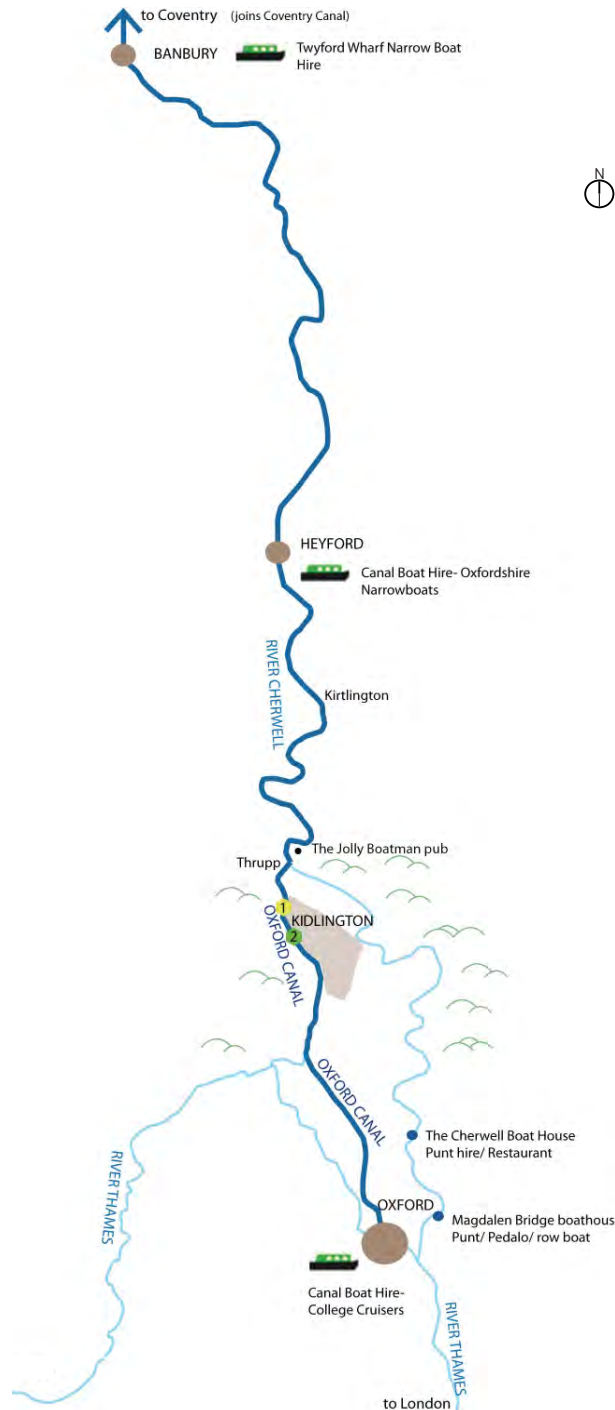 to Coventry (joins Coventry Canal)
BANBURY
Twyford Wharf Narrow Boat
Hire
N
HEYFORD
Canal Boat Hire- Oxfordshire
Narrowboats
RIVER CHERWELL
Kirtlington
The Jolly Boatman pub
Thrupp
1
KIDLINGTON
2
OXFORD CANAL
OXFORD CANAL
The Cherwell Boat House
Punt hire/ Restaurant
RIVER THAMES
OXFORD
Magdalen Bridge boathous
Punt/ Pedalo/ row boat
Canal Boat Hire-
College Cruisers
RIVER THAMES
to London